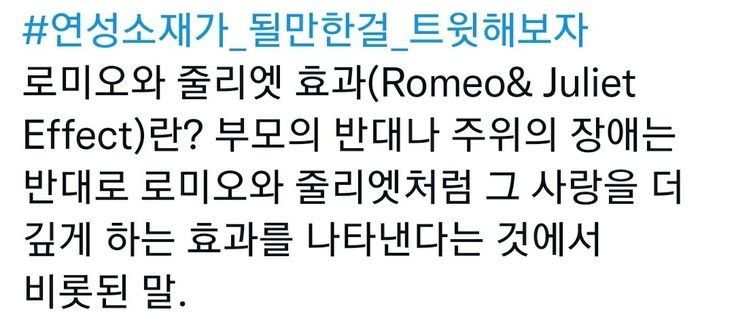 #연성소재가_될만한걸_트윗해보자
로미오와 줄리엣 효과(Romeo& Juliet
Effect)란? 부모의 반대나 주위의 장애는
반대로 로미오와 줄리엣처럼 그 사랑을 더
깊게 하는 효과를 나타낸다는 것에서
비롯된 말.